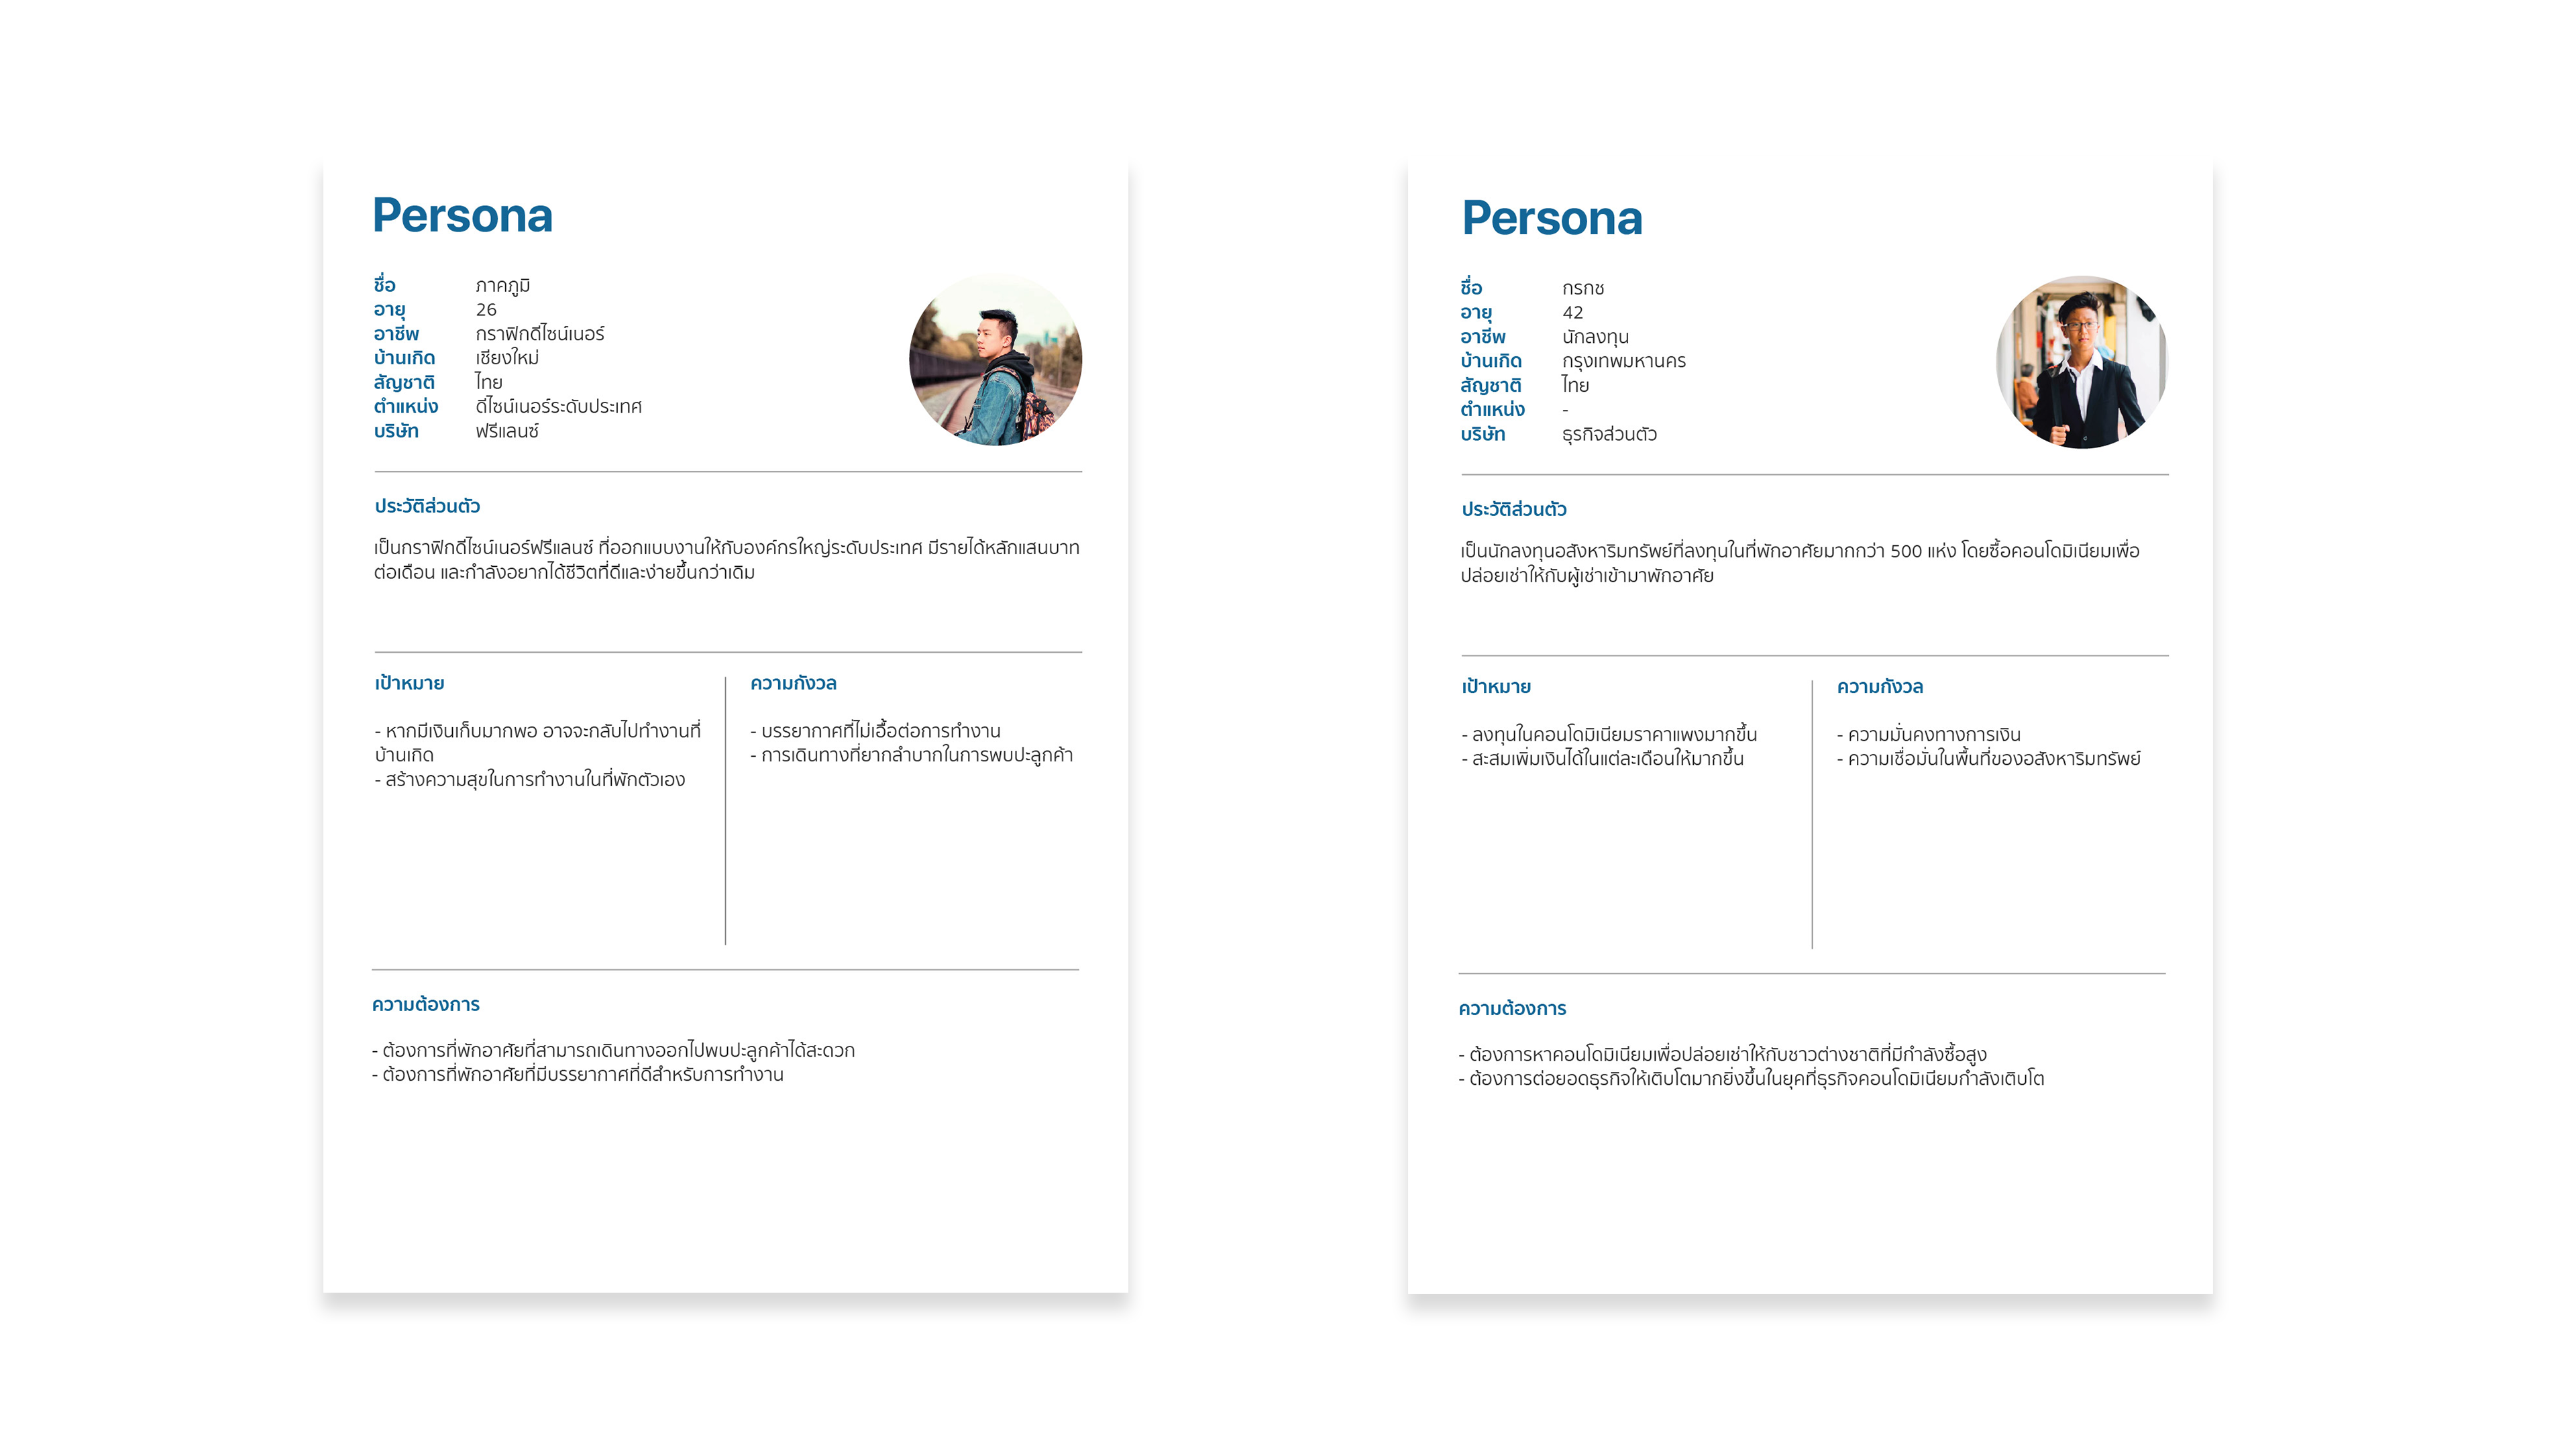 Persona
ชื่อ ภาคภูมิ
อายุ 26
อาชีพ กราฟิกดีไซน์เนอร์
บ้านเกิด เชียงใหม่
สัญชาติ ไทย
ตำแหน่ง ดีไซน์เนอร์ระดับประเทศ
บริษัท ฟรีแลนซ์
ประวัติส่วนตัว
เป็นกราฟิกดีไซน์เนอร์ฟรีแลนซ์ ที่ออกแบบงานให้กับองค์กรใหญ่ระดับประเทศ มีรายได้หลักแสนบาท
ต่อเดือน และกำลังอยากได้ชีวิตที่ดีและง่ายขึ้นกว่าเดิม
เป้าหมาย
- หากมีเงินเก็บมากพอ อาจจะกลับไปทำงานที่
บ้านเกิด
- สร้างความสุขในการทำงานในที่พักตัวเอง
ความกังวล
- บรรยากาศที่ไม่เอื้อต่อการทำงาน
- การเดินทางที่ยากลำบากในการพบปะลูกค้า
ความต้องการ
- ต้องการที่พักอาศัยที่สามารถเดินทางออกไปพบปะลูกค้าได้สะดวก
- ต้องการที่พักอาศัยที่มีบรรยากาศที่ดีสำหรับการทำงาน
Persona
ชื่อ กรกช
อายุ 42
อาชีพ นักลงทุน
บ้านเกิด กรุงเทพมหานคร
สัญชาติ ไทย
ตำแหน่ง -
บริษัท ธุรกิจส่วนตัว
ประวัติส่วนตัว
เป็นนักลงทุนอสังหาริมทรัพย์ที่ลงทุนในที่พักอาศัยมากกว่า 500 แห่ง โดยซื้อคอนโดมิเนียมเพื่อ
ปล่อยเช่าให้กับผู้เช่าเข้ามาพักอาศัย
เป้าหมาย
- ลงทุนในคอนโดมิเนียมราคาแพงมากขึ้น
- สะสมเพิ่มเงินได้ในแต่ละเดือนให้มากขึ้น
ความกังวล
- ความมั่นคงทางการเงิน
- ความเชื่อมั่นในพื้นที่ของอสังหาริมทรัพย์
ความต้องการ
- ต้องการหาคอนโดมิเนียมเพื่อปล่อยเช่าให้กับชาวต่างชาติที่มีกำลังซื้อสูง
- ต้องการต่อยอดธุรกิจให้เติบโตมากยิ่งขึ้นในยุคที่ธุรกิจคอนโดมิเนียมกำลังเติบโต